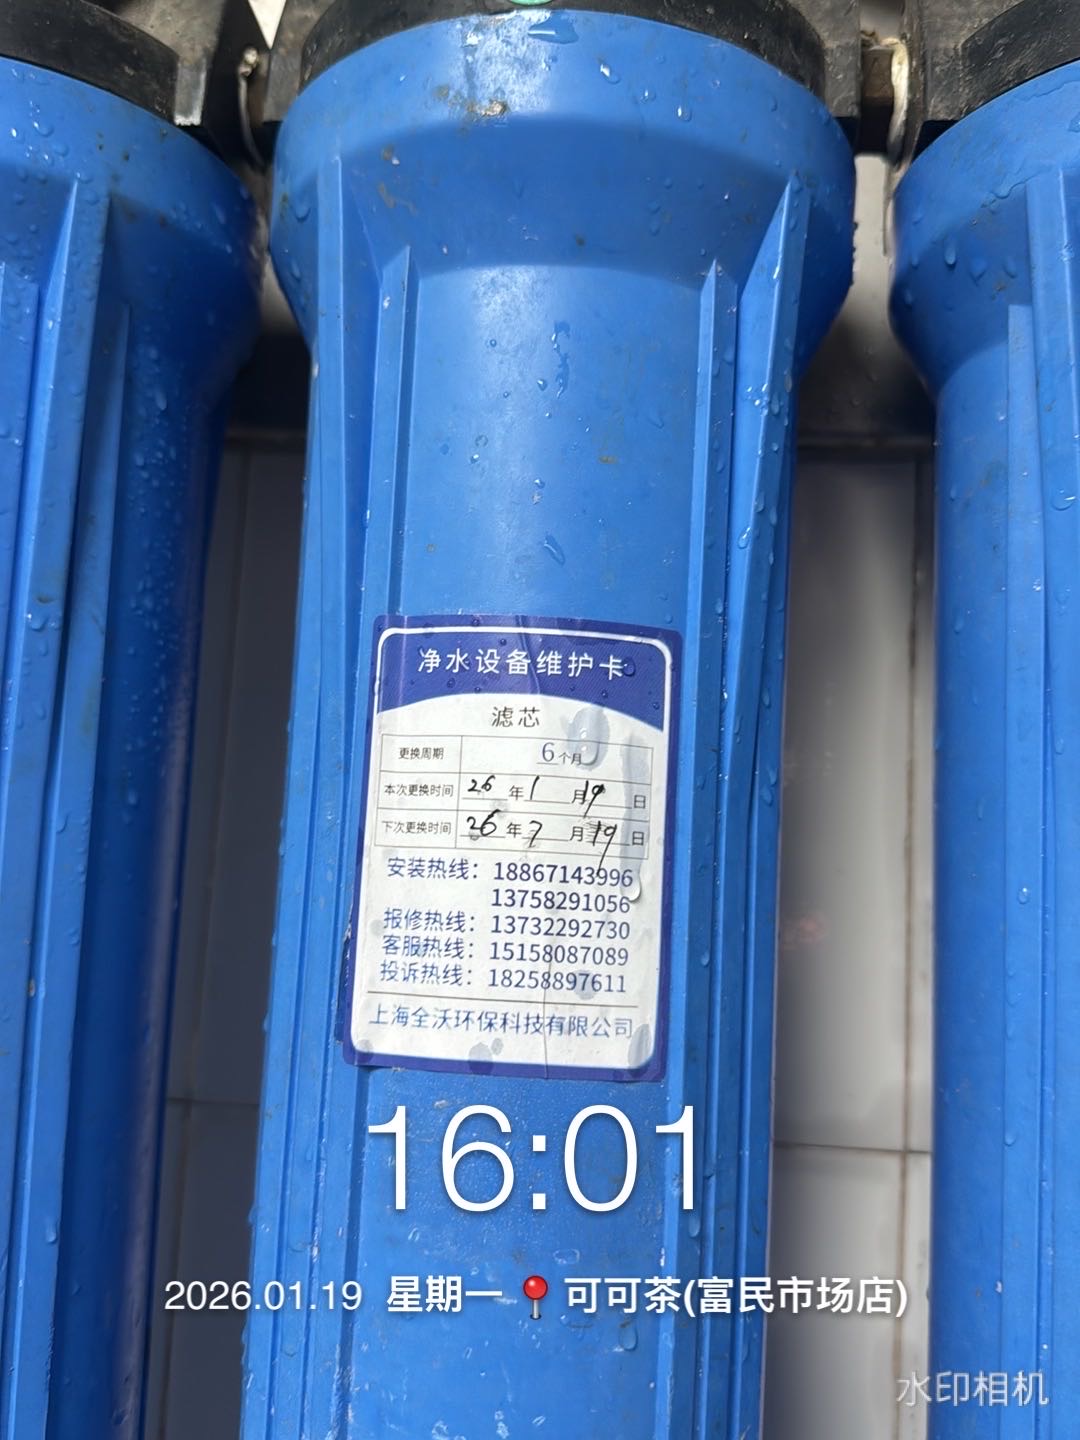 净水设备维护卡
滤芯
更换周期 6个月
本次更换时间 26年1月19日
下次更换时间 26年7月19日
安装热线：18867143996
13758291056
报修热线：13732292730
客服热线：15158087089
投诉热线：18258897611
上海全沃环保科技有限公司
16:01
2026.01.19 星期一 📍 可可茶(富民市场店)
水印相机